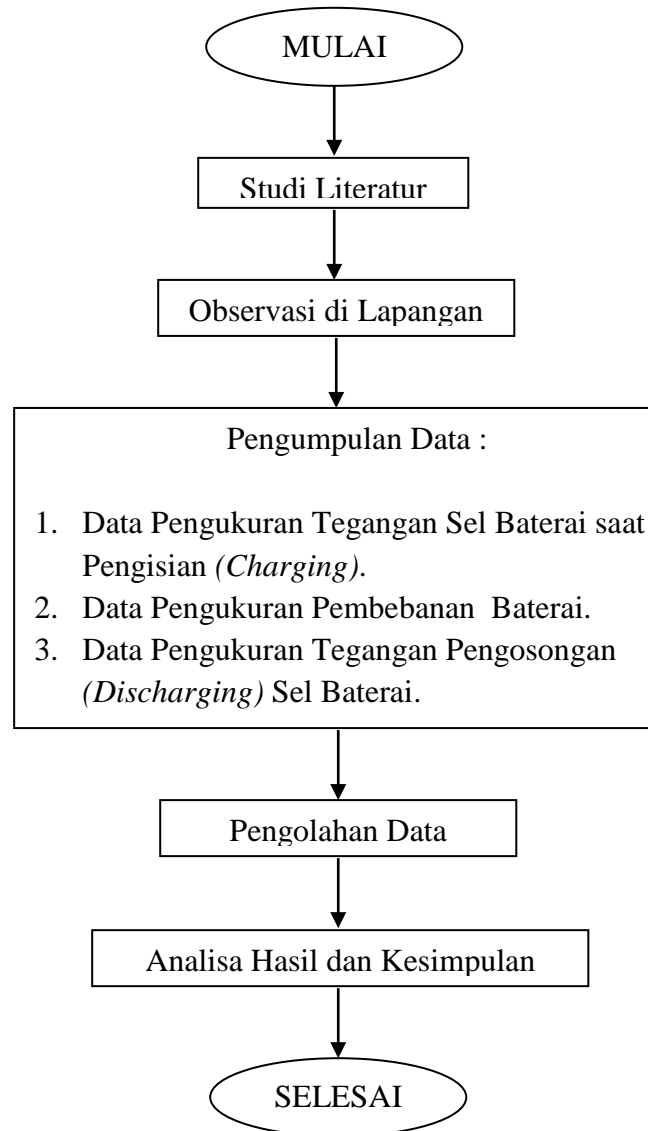 MULAI
Studi Literatur
Observasi di Lapangan
Pengumpulan Data :
1. Data Pengukuran Tegangan Sel Baterai saat
Pengisian (Charging).
2. Data Pengukuran Pembebanan Baterai.
3. Data Pengukuran Tegangan Pengosongan
(Discharging) Sel Baterai.
Pengolahan Data
Analisa Hasil dan Kesimpulan
SELESAI